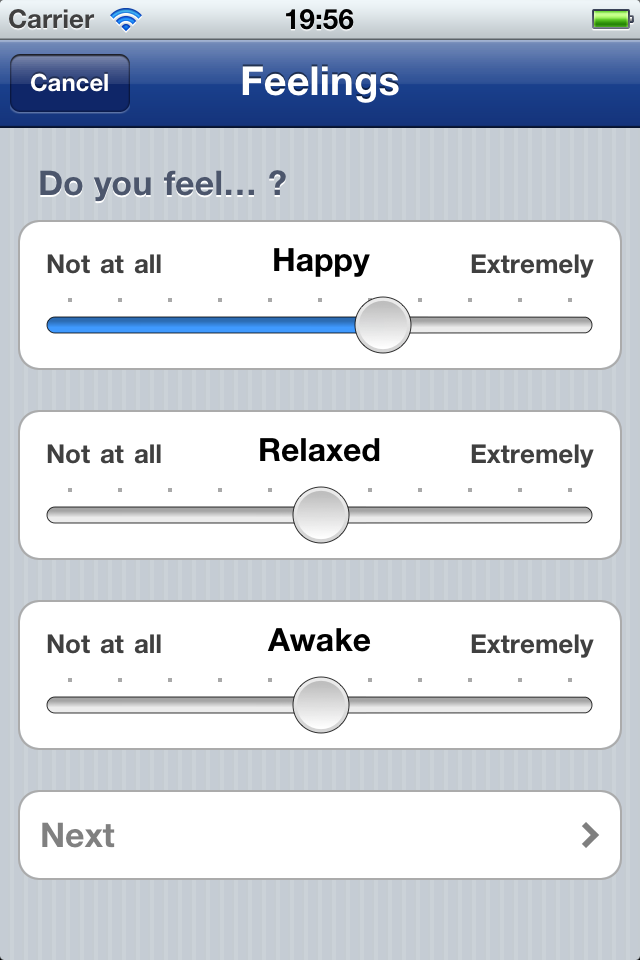 Carrier 19:56
Cancel Feelings
Do you feel... ?
Not at all Happy Extremely
Not at all Relaxed Extremely
Not at all Awake Extremely
Next